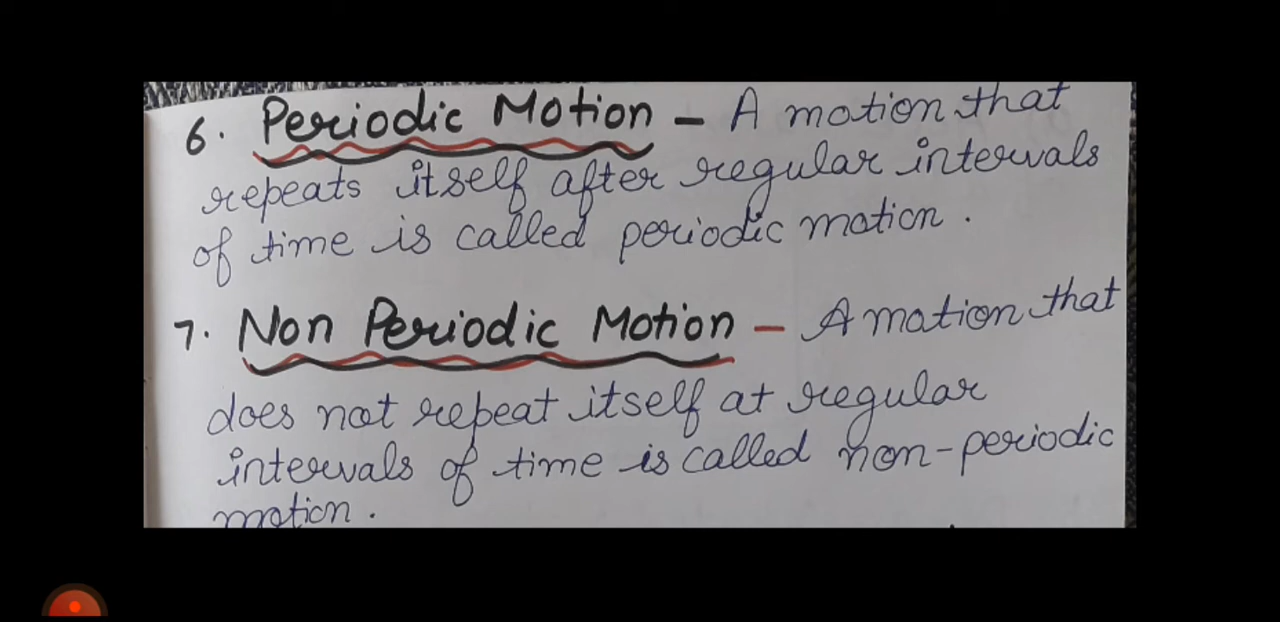 6. Periodic Motion - A motion that
repeats itself after regular intervals
of time is called periodic motion.
7. Non Periodic Motion - A motion that
does not repeat itself at regular
intervals of time is called non-periodic
motion.